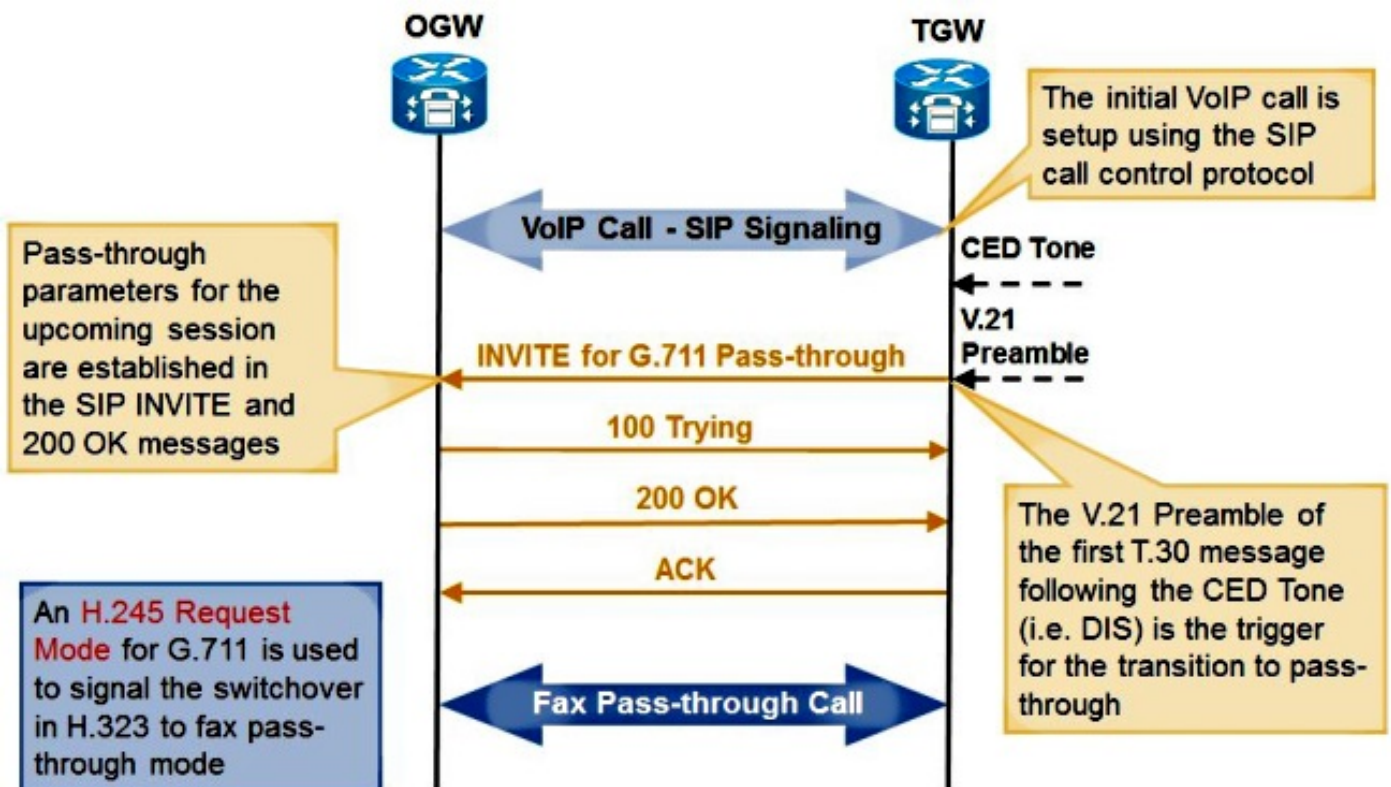 OGW
TGW
The initial VoIP call is
setup using the SIP
call control protocol
VoIP Call - SIP Signaling
CED Tone
Pass-through
parameters for the
upcoming session
are established in
the SIP INVITE and
200 OK messages
V.21
Preamble
INVITE for G.711 Pass-through
100 Trying
200 OK
ACK
The V.21 Preamble of
the first T.30 message
following the CED Tone
(i.e. DIS) is the trigger
for the transition to pass-
through
An H.245 Request
Mode for G.711 is used
to signal the switchover
in H.323 to fax pass-
through mode
Fax Pass-through Call